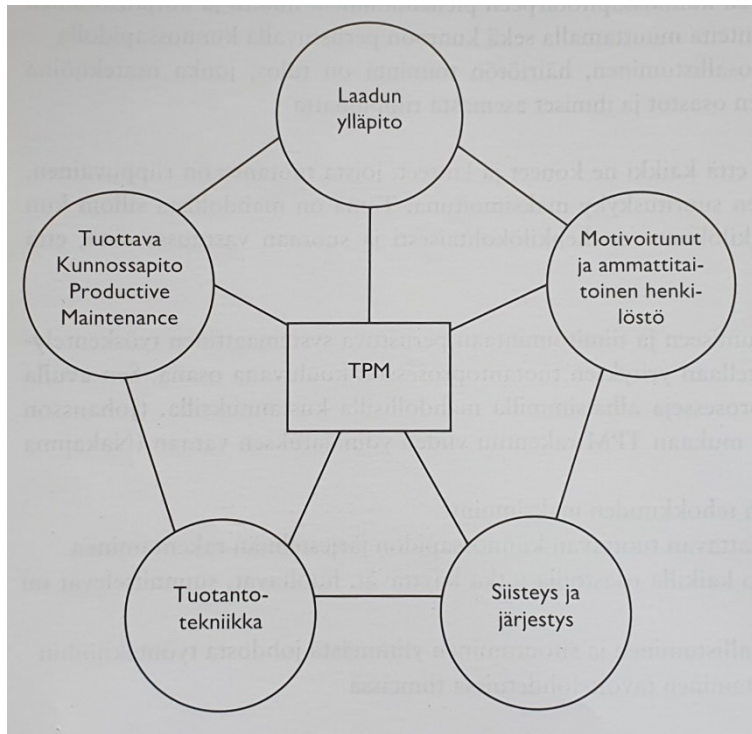 Laadun
ylläpito
Tuottava
Kunnossapito
Productive
Maintenance
Motivoitunut
ja ammattitai-
toinen henki-
löstö
TPM
Tuotanto-
tekniikka
Siisteys ja
järjestys